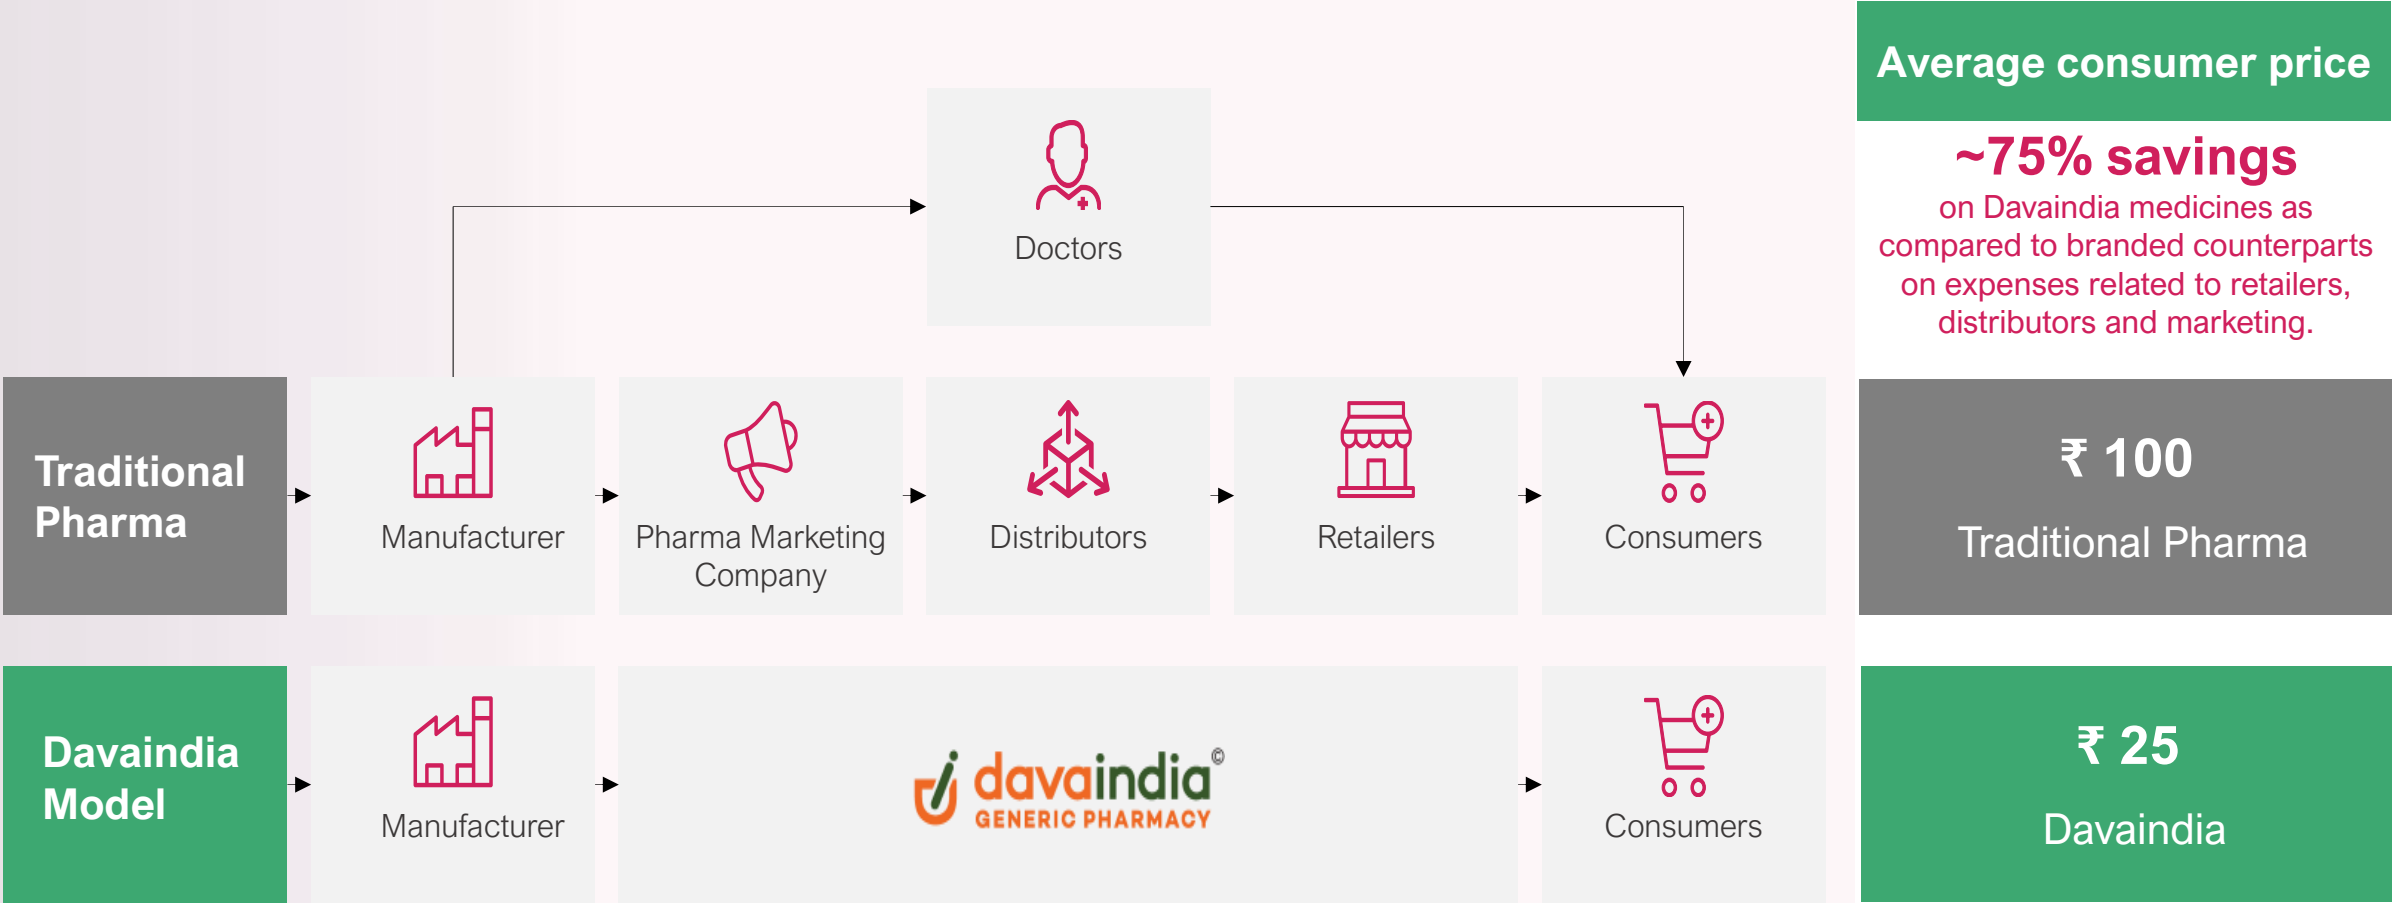 Average consumer price
~75% savings
on Davaindia medicines as
compared to branded counterparts
on expenses related to retailers,
distributors and marketing.
Doctors
Traditional
Pharma
Manufacturer
Pharma Marketing
Company
Distributors
Retailers
Consumers
₹ 100
Traditional Pharma
Davaindia
Model
Manufacturer
davaindia©
GENERIC PHARMACY
Consumers
₹ 25
Davaindia